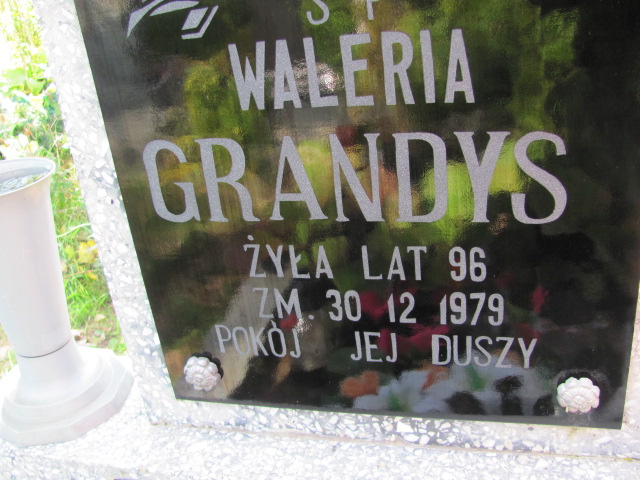 S P
WALERIA
GRANDYS
ŻYŁA LAT 96
ZM. 30 12 1979
POKÓJ JEJ DUSZY